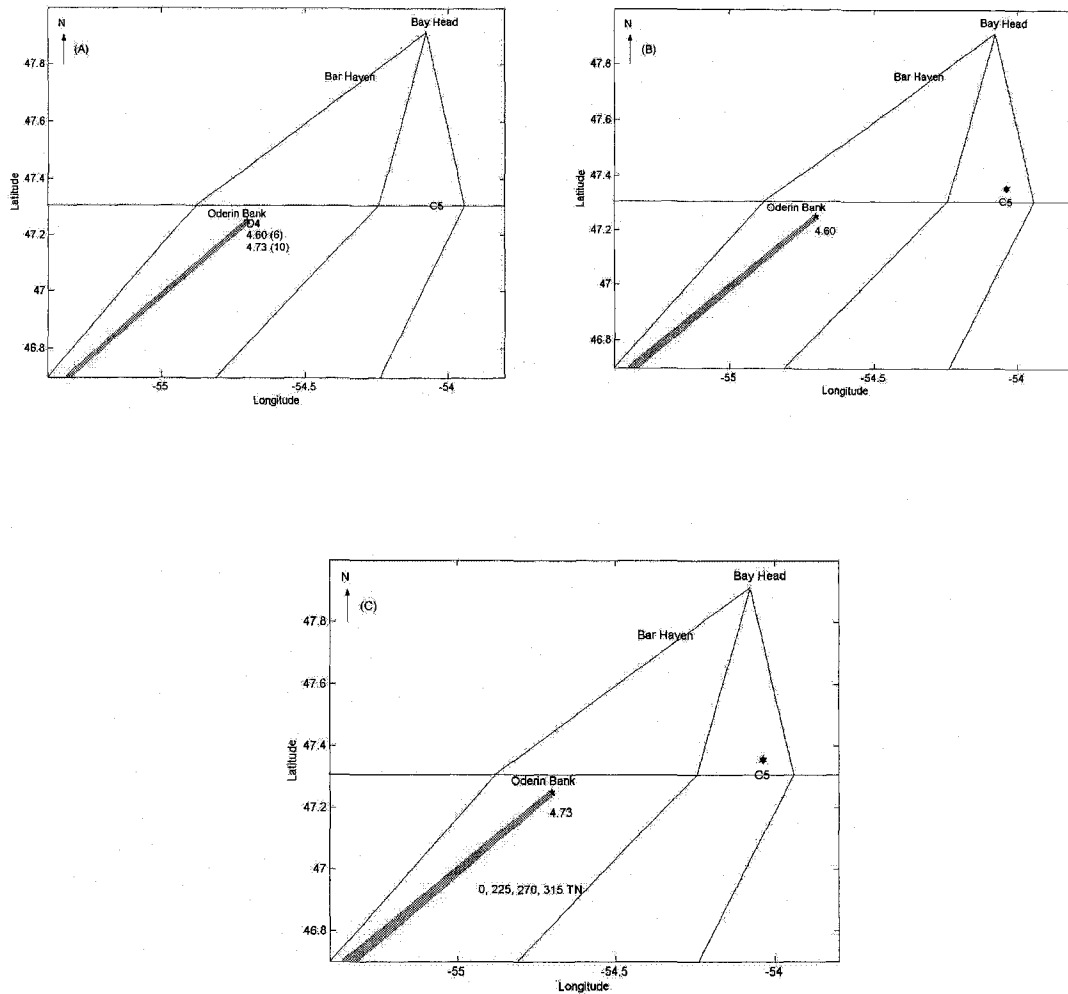 N
(A)
Bay Head
Bar Haven
47.8
47.6
47.4
47.2
47
46.8
Latitude
C5
Oderin Bank
D4
4.60 (6)
4.73 (10)
-55
-54.5
-54
Longitude
N
(B)
Bay Head
Bar Haven
47.8
47.6
47.4
47.2
47
46.8
Latitude
C5
Oderin Bank
4.60
-55
-54.5
-54
Longitude
N
(C)
Bay Head
Bar Haven
47.8
47.6
47.4
47.2
47
46.8
Latitude
C5
Oderin Bank
4.73
0, 225, 270, 315 TN
-55
-54.5
-54
Longitude